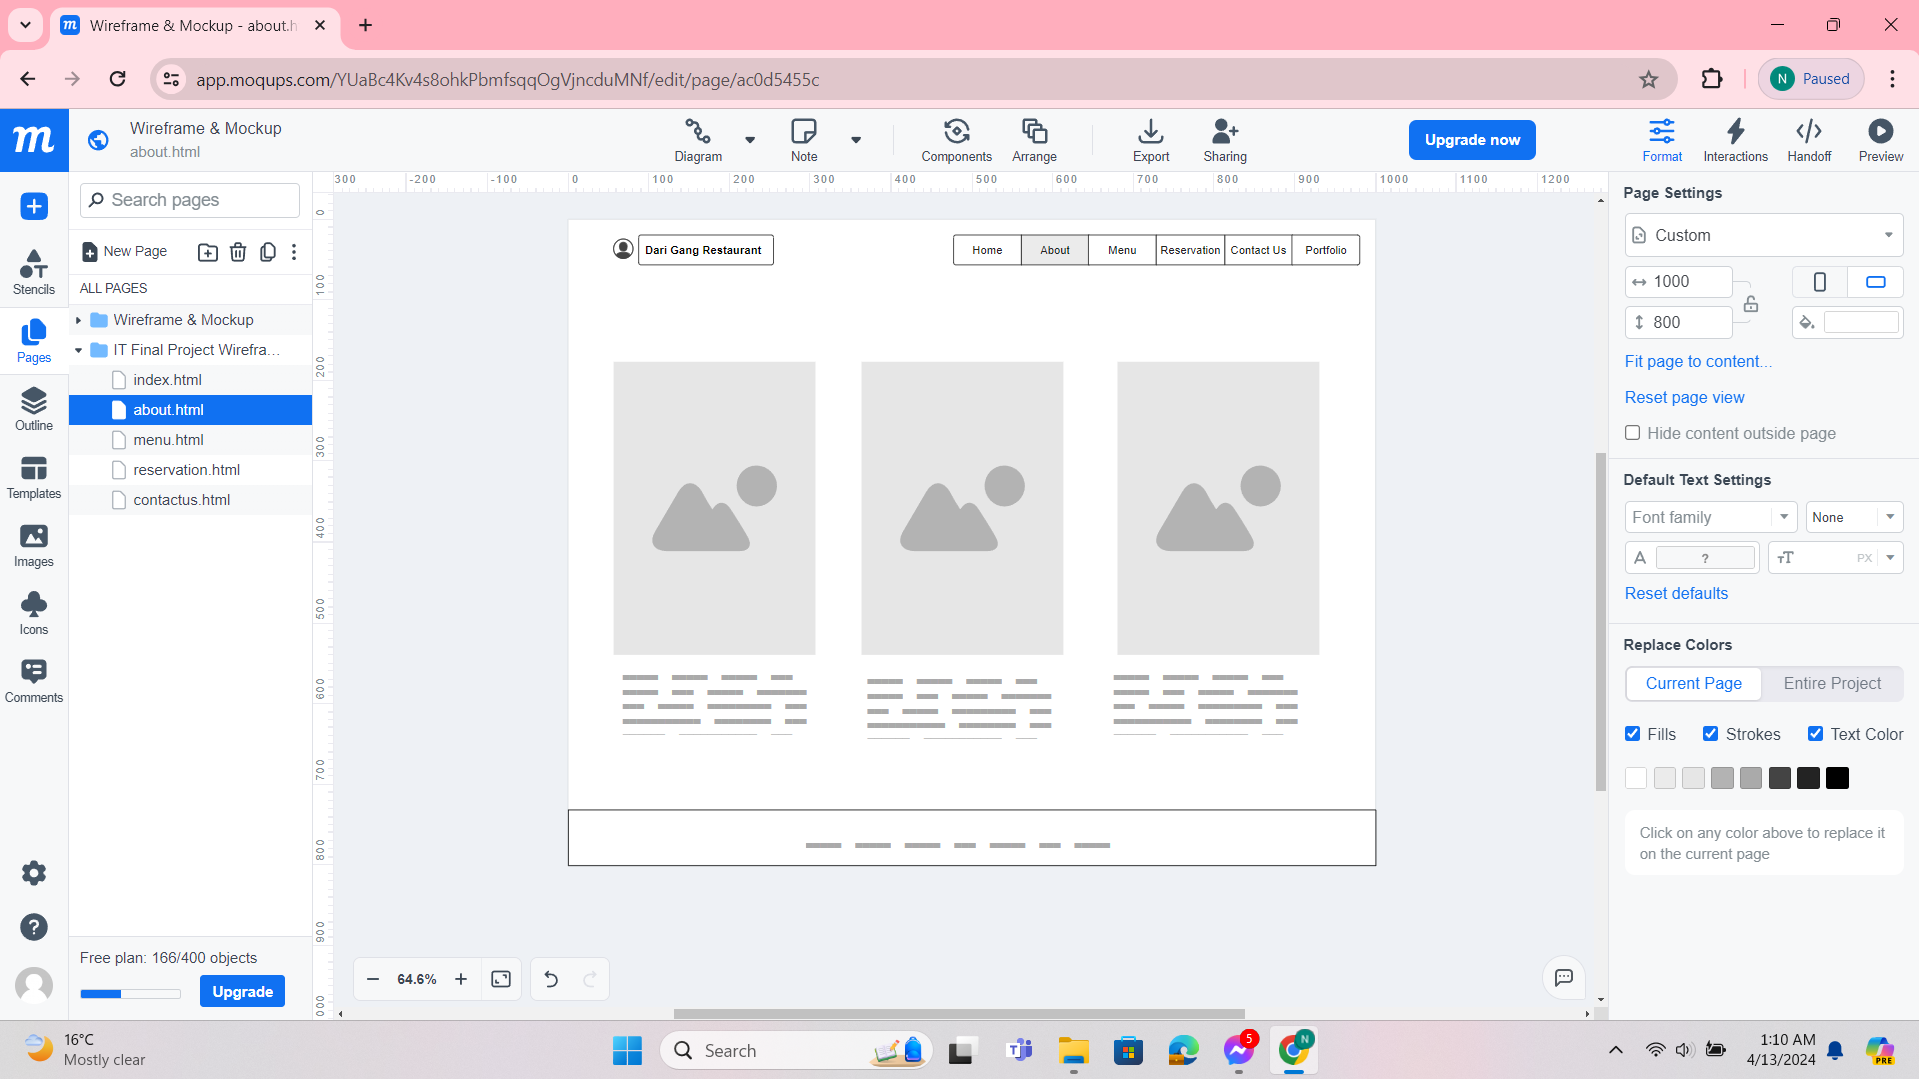 Wireframe & Mockup - about.h
app.moqups.com/YUaBc4Kv4s8ohkPbmfsqqOgVjncduMNf/edit/page/ac0d5455c
N Paused
m
Wireframe & Mockup
about.html
Diagram
Note
Components
Arrange
Export
Sharing
Upgrade now
Format
Interactions
Handoff
Preview
Stencils
Pages
Outline
Templates
Images
Icons
Comments
Search pages
New Page
ALL PAGES
Wireframe & Mockup
IT Final Project Wirefra...
index.html
about.html
menu.html
reservation.html
contactus.html
Free plan: 166/400 objects
Upgrade
300 -200 -100 0 100 200 300 400 500 600 700 800 900 1000 1100 1200
0
100
200
300
400
500
600
700
800
900
000
Dari Gang Restaurant
Home About Menu Reservation Contact Us Portfolio
64.6%
Page Settings
Custom
1000
800
Fit page to content...
Reset page view
Hide content outside page
Default Text Settings
Font family
None
A ?
TT PX
Reset defaults
Replace Colors
Current Page Entire Project
Fills Strokes Text Color
Click on any color above to replace it
on the current page
16°C
Mostly clear
Search
5
N
1:10 AM
4/13/2024
PRE